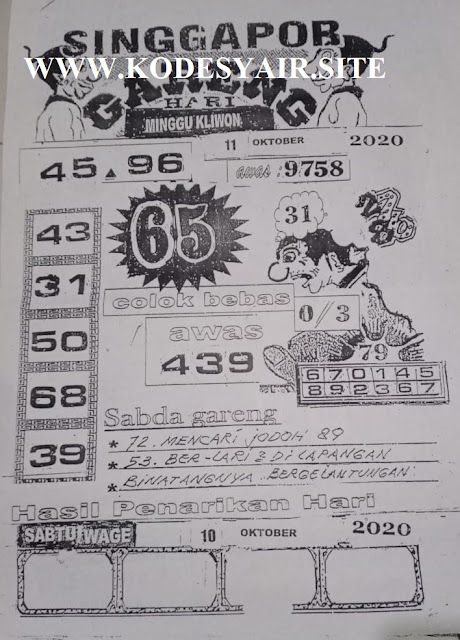 SINGGAPOR
WWW.KODESYAIR.SITE
GARENG
HARI
MINGGU KLIWON
11 OKTOBER 2020
45 96
awas 9758
65
31
43
31
50
68
39
colok bebas
0/3
awas
439
79
670145
892367
Sabda gareng
* 72. MENCARI JODOH 89
* 53. BER-LARI2 DI LAPANGAN
* BINATANGNYA BERGELANTUNGAN
Hasil Penarikan Hari
SABTU WAGE 10 OKTOBER 2020